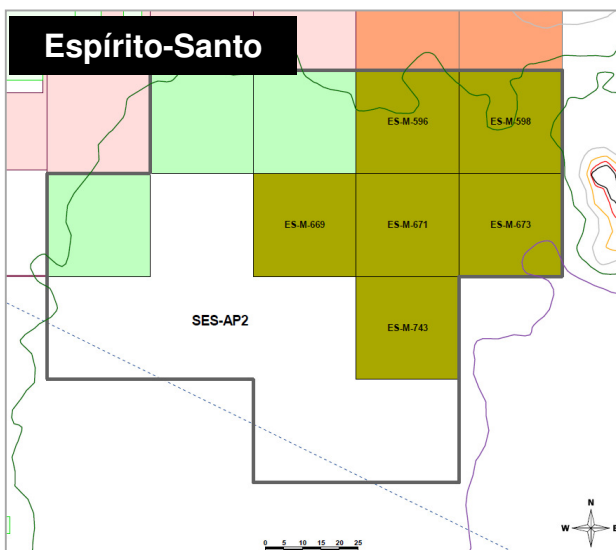 Espírito-Santo
ES-M-596
ES-M-598
ES-M-669
ES-M-671
ES-M-673
SES-AP2
ES-M-743
N
W
E
S
0 5 10 15 20 25